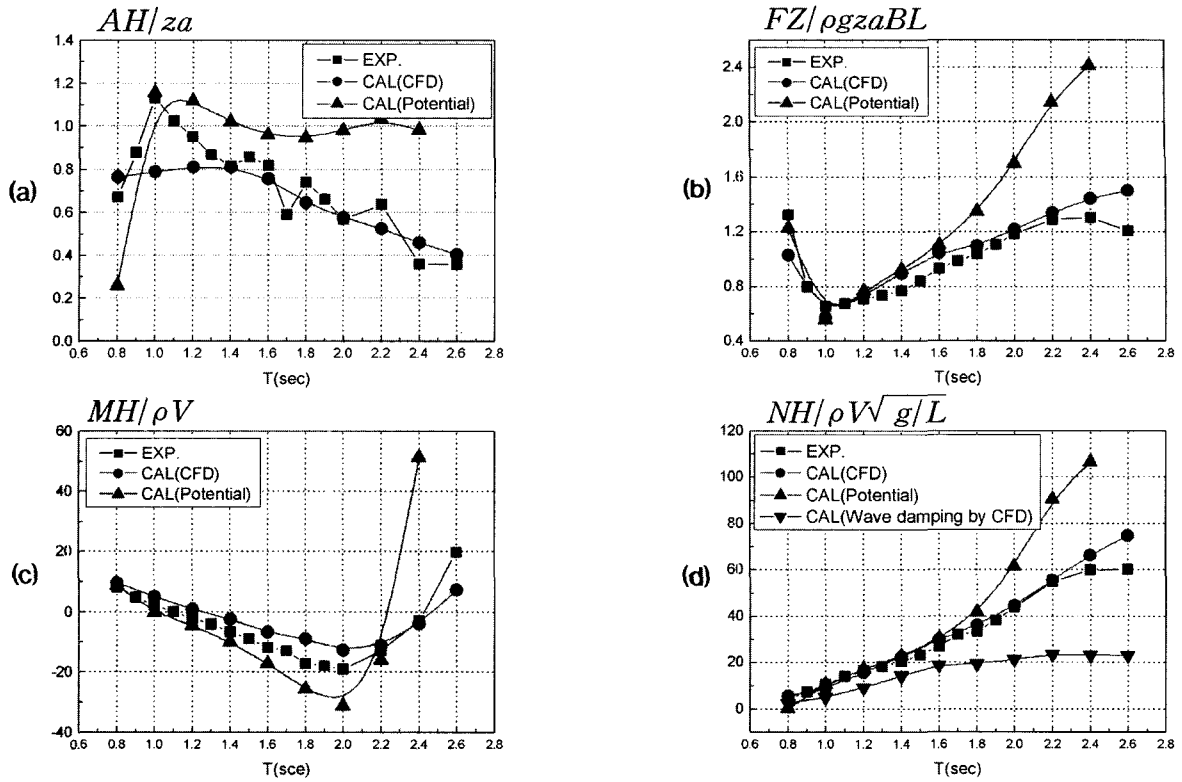 AH/za
1.4
1.2
1.0
0.8
0.6
0.4
0.2
0.0
0.6 0.8 1.0 1.2 1.4 1.6 1.8 2.0 2.2 2.4 2.6 2.8
T(sec)
EXP.
CAL(CFD)
CAL(Potential)
(a)
FZ/ρgzaBL
2.4
2.0
1.6
1.2
0.8
0.4
0.6 0.8 1.0 1.2 1.4 1.6 1.8 2.0 2.2 2.4 2.6 2.8
T(sec)
EXP.
CAL(CFD)
CAL(Potential)
(b)
MH/ρV
60
40
20
0
-20
-40
0.6 0.8 1.0 1.2 1.4 1.6 1.8 2.0 2.2 2.4 2.6 2.8
T(sce)
EXP.
CAL(CFD)
CAL(Potential)
(c)
NH/ρV√g/L
120
100
80
60
40
20
0
0.6 0.8 1.0 1.2 1.4 1.6 1.8 2.0 2.2 2.4 2.6 2.8
T(sec)
EXP.
CAL(CFD)
CAL(Potential)
CAL(Wave damping by CFD)
(d)